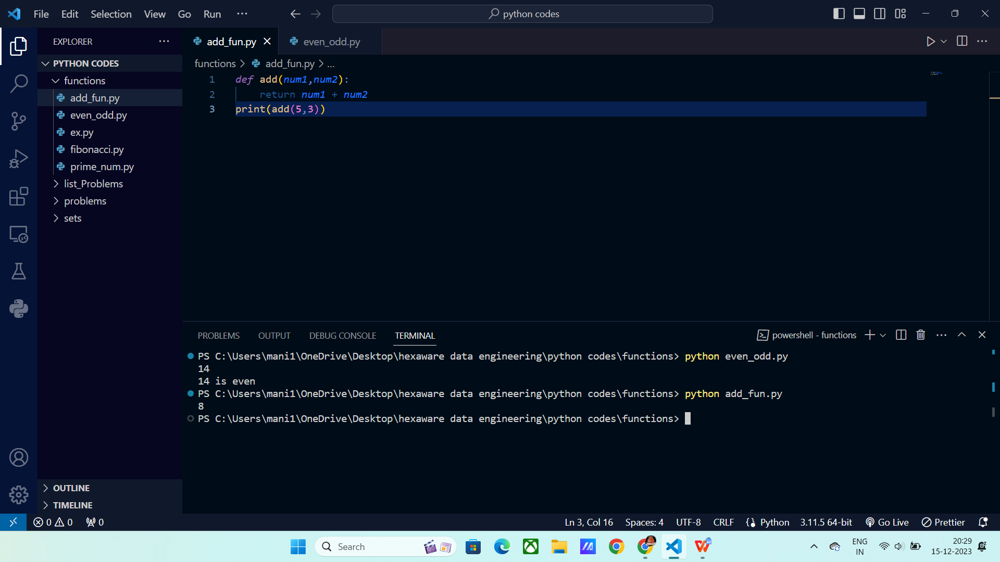 File Edit Selection View Go Run ···
python codes
EXPLORER ···
PYTHON CODES
functions
add_fun.py
even_odd.py
ex.py
fibonacci.py
prime_num.py
list_Problems
problems
sets
OUTLINE
TIMELINE
add_fun.py even_odd.py
functions > add_fun.py > ...
1 def add(num1,num2):
2 return num1 + num2
3 print(add(5,3))
PROBLEMS OUTPUT DEBUG CONSOLE TERMINAL powershell - functions
PS C:\Users\mani1\OneDrive\Desktop\hexaware data engineering\python codes\functions> python even_odd.py
14
14 is even
PS C:\Users\mani1\OneDrive\Desktop\hexaware data engineering\python codes\functions> python add_fun.py
8
PS C:\Users\mani1\OneDrive\Desktop\hexaware data engineering\python codes\functions>
0 0 0 Ln 3, Col 16 Spaces: 4 UTF-8 CRLF Python 3.11.5 64-bit Go Live Prettier
Search
ENG
IN
20:29
15-12-2023